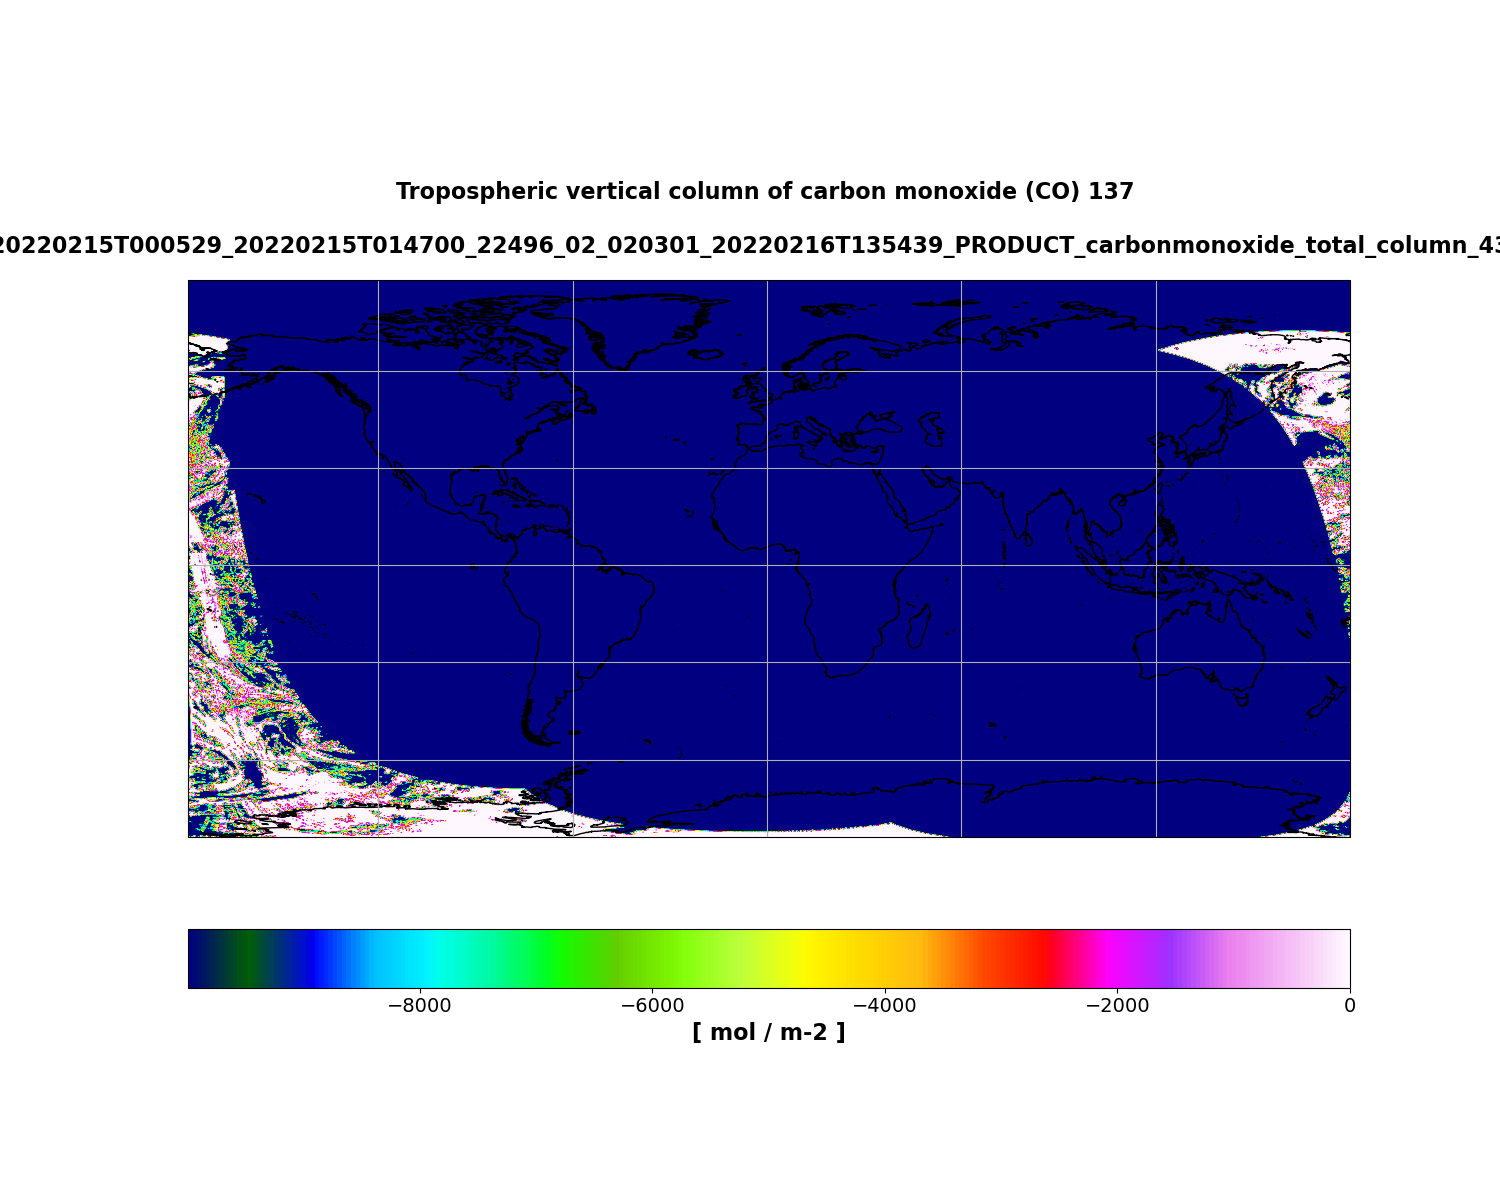 Tropospheric vertical column of carbon monoxide (CO) 137
20220215T000529_20220215T014700_22496_02_020301_20220216T135439_PRODUCT_carbonmonoxide_total_column_43
−8000 −6000 −4000 −2000 0
[ mol / m-2 ]